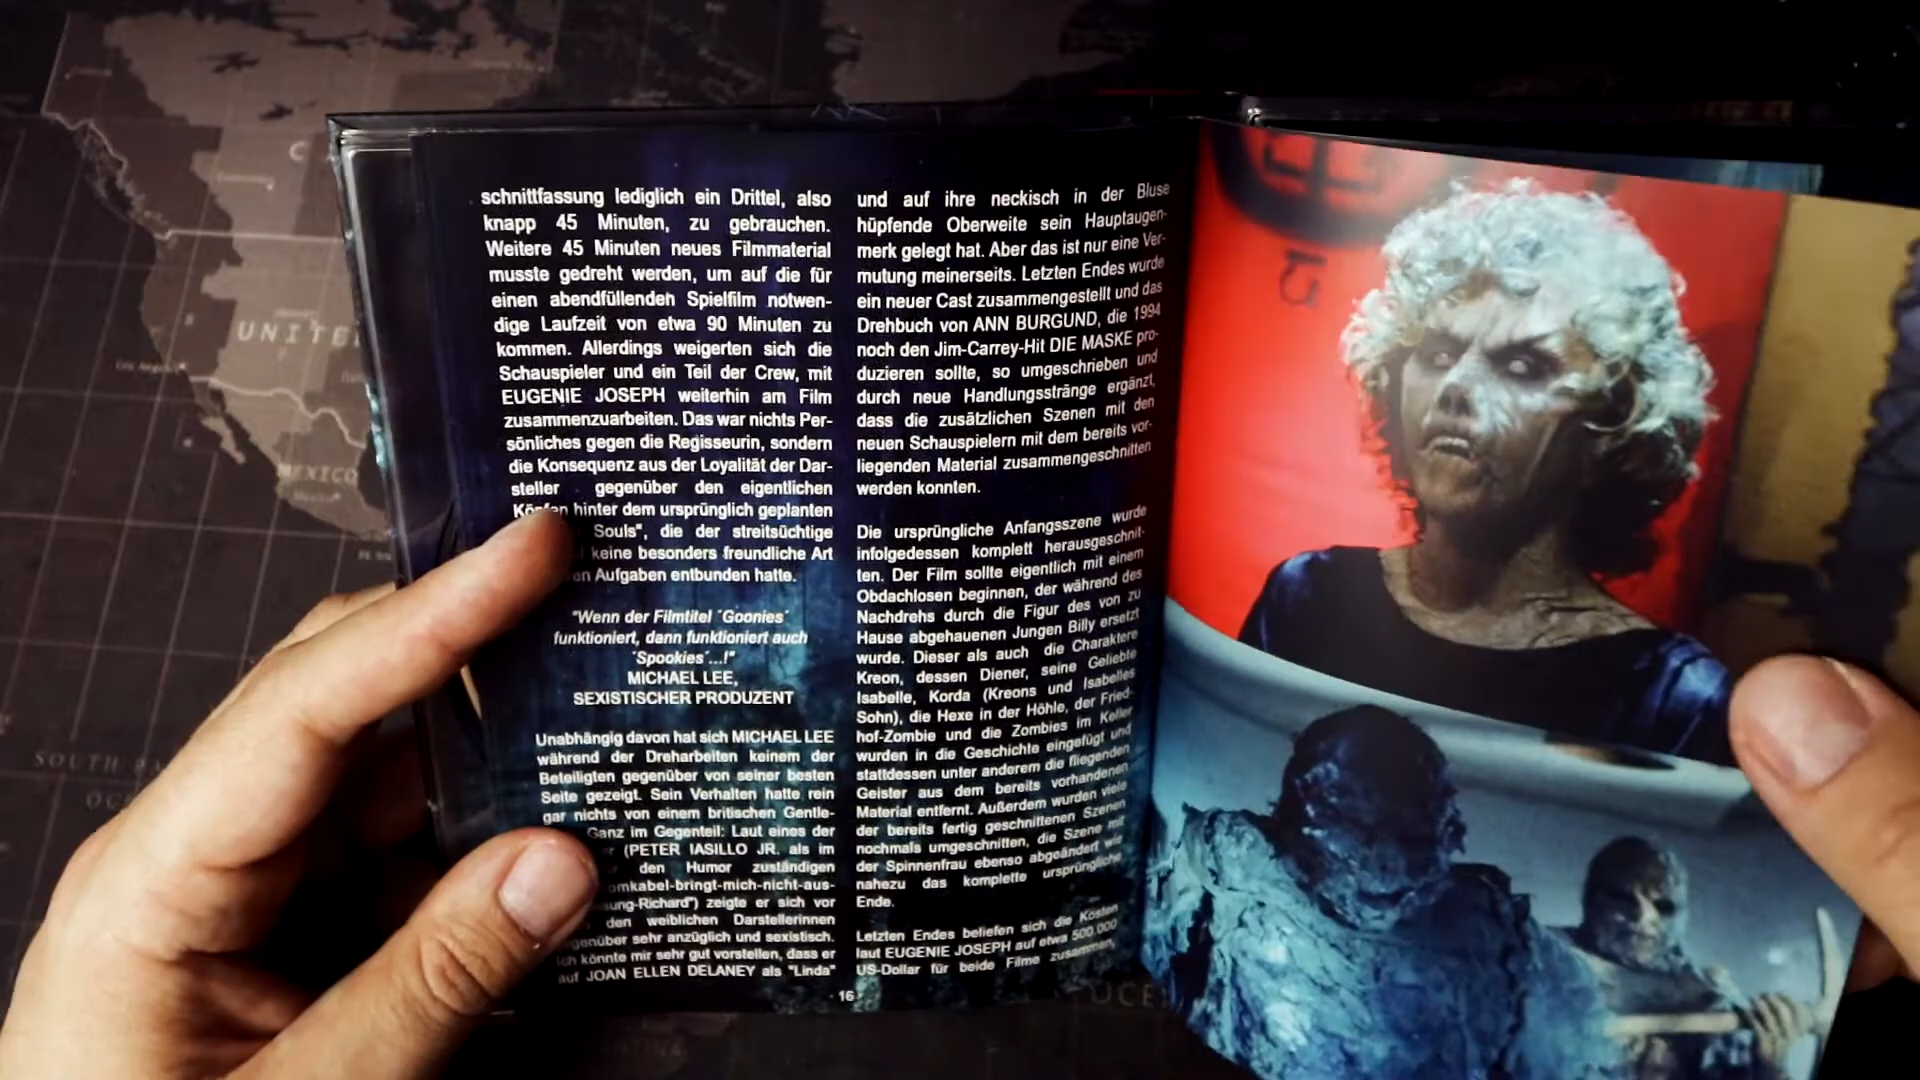 schnittfassung lediglich ein Drittel, also
knapp 45 Minuten, zu gebrauchen.
Weitere 45 Minuten neues Filmmaterial
musste gedreht werden, um auf die für
einen abendfüllenden Spielfilm notwen-
dige Laufzeit von etwa 90 Minuten zu
kommen. Allerdings weigerten sich die
Schauspieler und ein Teil der Crew, mit
EUGENIE JOSEPH weiterhin am Film
zusammenzuarbeiten. Das war nichts Per-
sönliches gegen die Regisseurin, sondern
die Konsequenz aus der Loyalität der Dar-
steller gegenüber den eigentlichen
Köpfen hinter dem ursprünglich geplanten
Souls", die der streitsüchtige
keine besonders freundliche Art
Aufgaben entbunden hatte.
"Wenn der Filmtitel ´Goonies´
funktioniert, dann funktioniert auch
´Spookies´...!"
MICHAEL LEE,
SEXISTISCHER PRODUZENT
Unabhängig davon hat sich MICHAEL LEE
während der Dreharbeiten keinem der
Beteiligten gegenüber von seiner besten
Seite gezeigt. Sein Verhalten hatte rein
gar nichts von einem britischen Gentle-
Ganz im Gegenteil: Laut eines der
(PETER IASILLO JR. als im
den Humor zuständigen
omkabel-bringt-mich-nicht-aus-
sung-Richard") zeigte er sich vor
den weiblichen Darstellerinnen
genüber sehr anzüglich und sexistisch.
Ich könnte mir sehr gut vorstellen, dass er
auf JOAN ELLEN DELANEY als "Linda"
und auf ihre neckisch in der Bluse
hüpfende Oberweite sein Hauptaugen-
merk gelegt hat. Aber das ist nur eine Ver-
mutung meinerseits. Letzten Endes wurde
ein neuer Cast zusammengestellt und das
Drehbuch von ANN BURGUND, die 1994
noch den Jim-Carrey-Hit DIE MASKE pro-
duzieren sollte, so umgeschrieben und
durch neue Handlungsstränge ergänzt,
dass die zusätzlichen Szenen mit den
neuen Schauspielern mit dem bereits vor-
liegenden Material zusammengeschnitten
werden konnten.
Die ursprüngliche Anfangsszene wurde
infolgedessen komplett herausgeschnit-
ten. Der Film sollte eigentlich mit einem
Obdachlosen beginnen, der während des
Nachdrehs durch die Figur des von zu
Hause abgehauenen Jungen Billy ersetzt
wurde. Dieser als auch die Charaktere
Kreon, dessen Diener, seine Geliebte
Isabelle, Korda (Kreons und Isabelles
Sohn), die Hexe in der Höhle, der Fried-
hof-Zombie und die Zombies im Keller
wurden in die Geschichte eingefügt und
stattdessen unter anderem die fliegenden
Geister aus dem bereits vorhandenen
Material entfernt. Außerdem wurden viele
der bereits fertig geschnittenen Szenen
nochmals umgeschnitten, die Szene mit
der Spinnenfrau ebenso abgeändert wie
nahezu das komplette ursprüngliche
Ende.
Letzten Endes beliefen sich die Kosten
laut EUGENIE JOSEPH auf etwa 500.000
US-Dollar für beide Filme zusammen,
16
UNITE
MEXICO
SOUTH PA